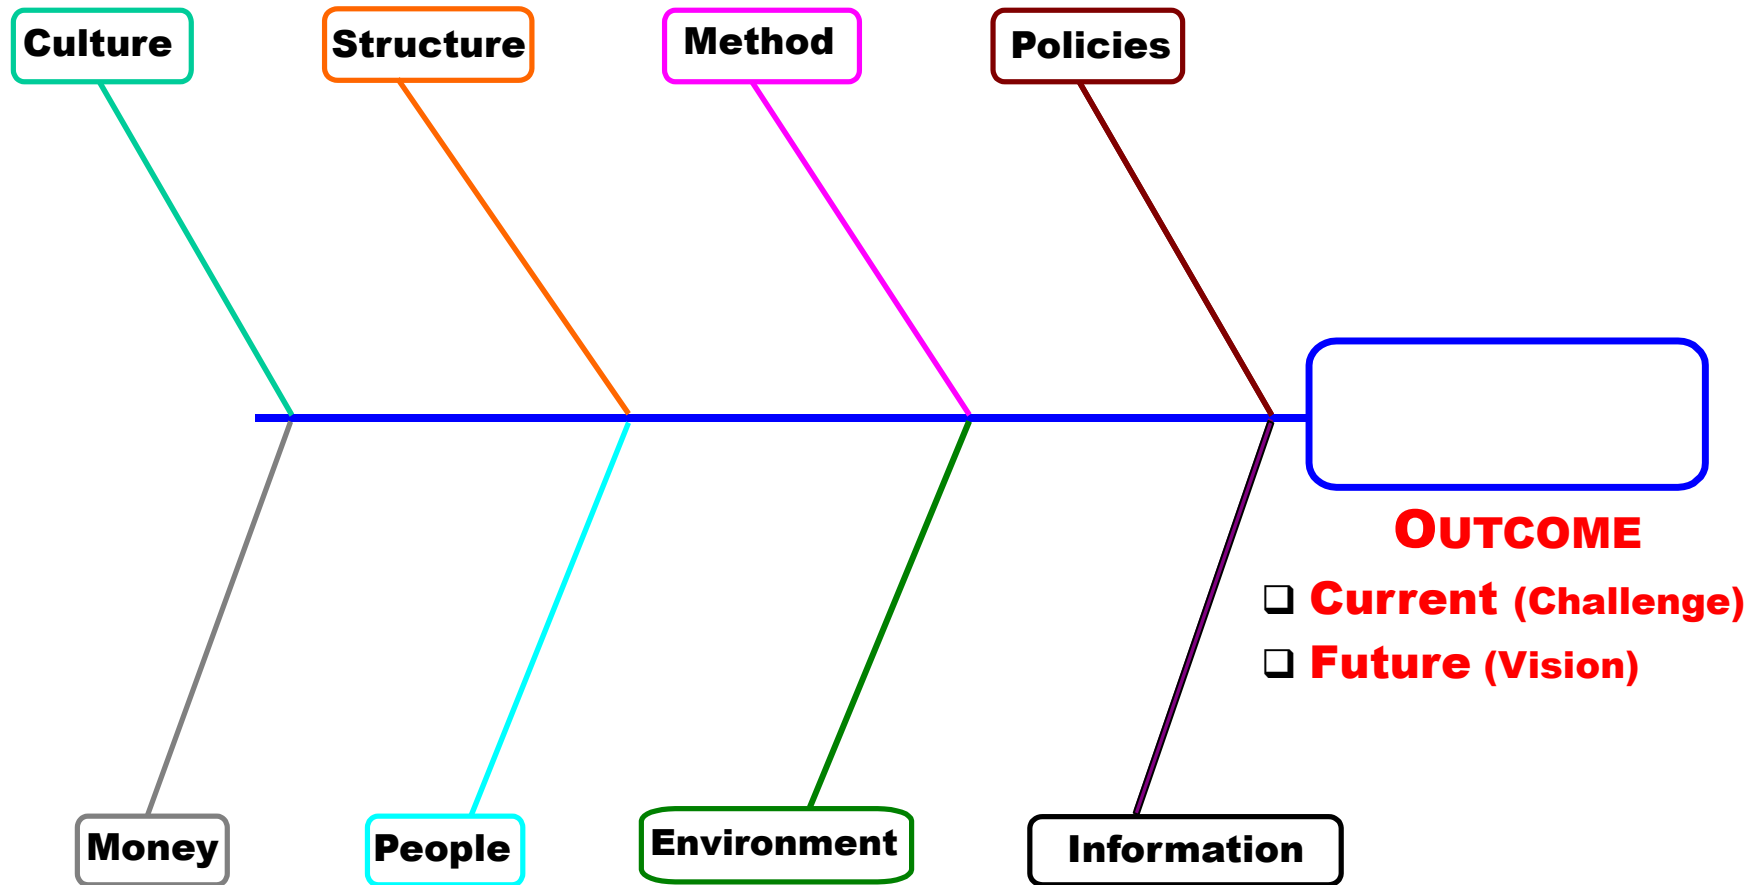 Culture
Structure
Method
Policies
OUTCOME
❑ Current (Challenge)
❑ Future (Vision)
Money
People
Environment
Information